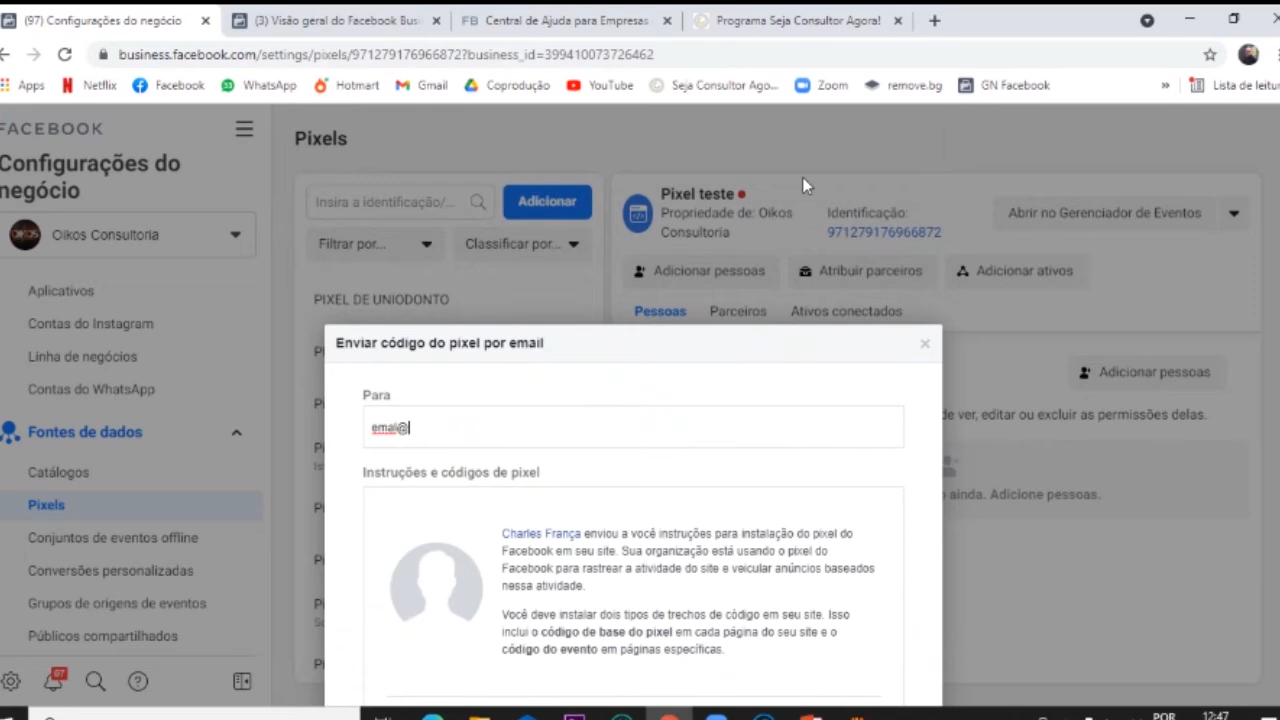 (97) Configurações do negócio
(3) Visão geral do Facebook Busi
FB Central de Ajuda para Empresas
Programa Seja Consultor Agora!
business.facebook.com/settings/pixels/971279176966872?business_id=399410073726462
Apps
Netflix
Facebook
WhatsApp
Hotmart
Gmail
Coprodução
YouTube
Seja Consultor Ago...
Zoom
remove.bg
GN Facebook
»
Lista de leitur
FACEBOOK
Configurações do
negócio
Oikos Consultoria
Aplicativos
Contas do Instagram
Linha de negócios
Contas do WhatsApp
Fontes de dados
Catálogos
Pixels
Conjuntos de eventos offline
Conversões personalizadas
Grupos de origens de eventos
Públicos compartilhados
Pixels
Insira a identificação/...
Adicionar
Filtrar por...
Classificar por...
PIXEL DE UNIODONTO
Pixel teste
Propriedade de: Oikos
Consultoria
Identificação:
971279176966872
Abrir no Gerenciador de Eventos
Adicionar pessoas
Atribuir parceiros
Adicionar ativos
Pessoas
Parceiros
Ativos conectados
Adicionar pessoas
de ver, editar ou excluir as permissões delas.
o ainda. Adicione pessoas.
Enviar código do pixel por email
Para
emal@
Instruções e códigos de pixel
Charles França enviou a você instruções para instalação do pixel do
Facebook em seu site. Sua organização está usando o pixel do
Facebook para rastrear a atividade do site e veicular anúncios baseados
nessa atividade.
Você deve instalar dois tipos de trechos de código em seu site. Isso
inclui o código de base do pixel em cada página do seu site e o
código do evento em páginas específicas.
POR
12:47